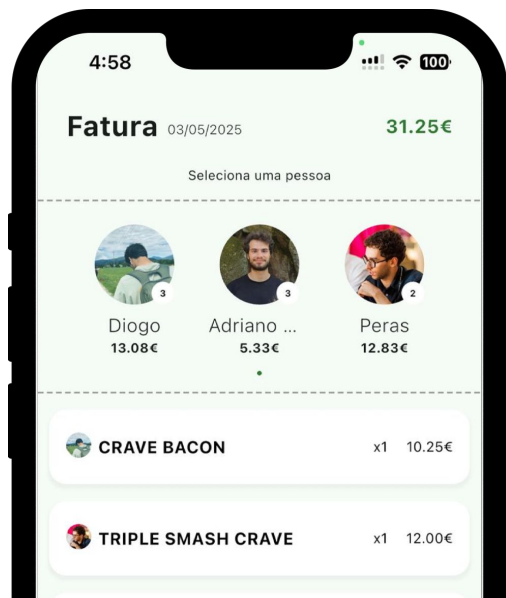 4:58
100
Fatura 03/05/2025 31.25€
Seleciona uma pessoa
3 3 2
Diogo Adriano ... Peras
13.08€ 5.33€ 12.83€
CRAVE BACON x1 10.25€
TRIPLE SMASH CRAVE x1 12.00€